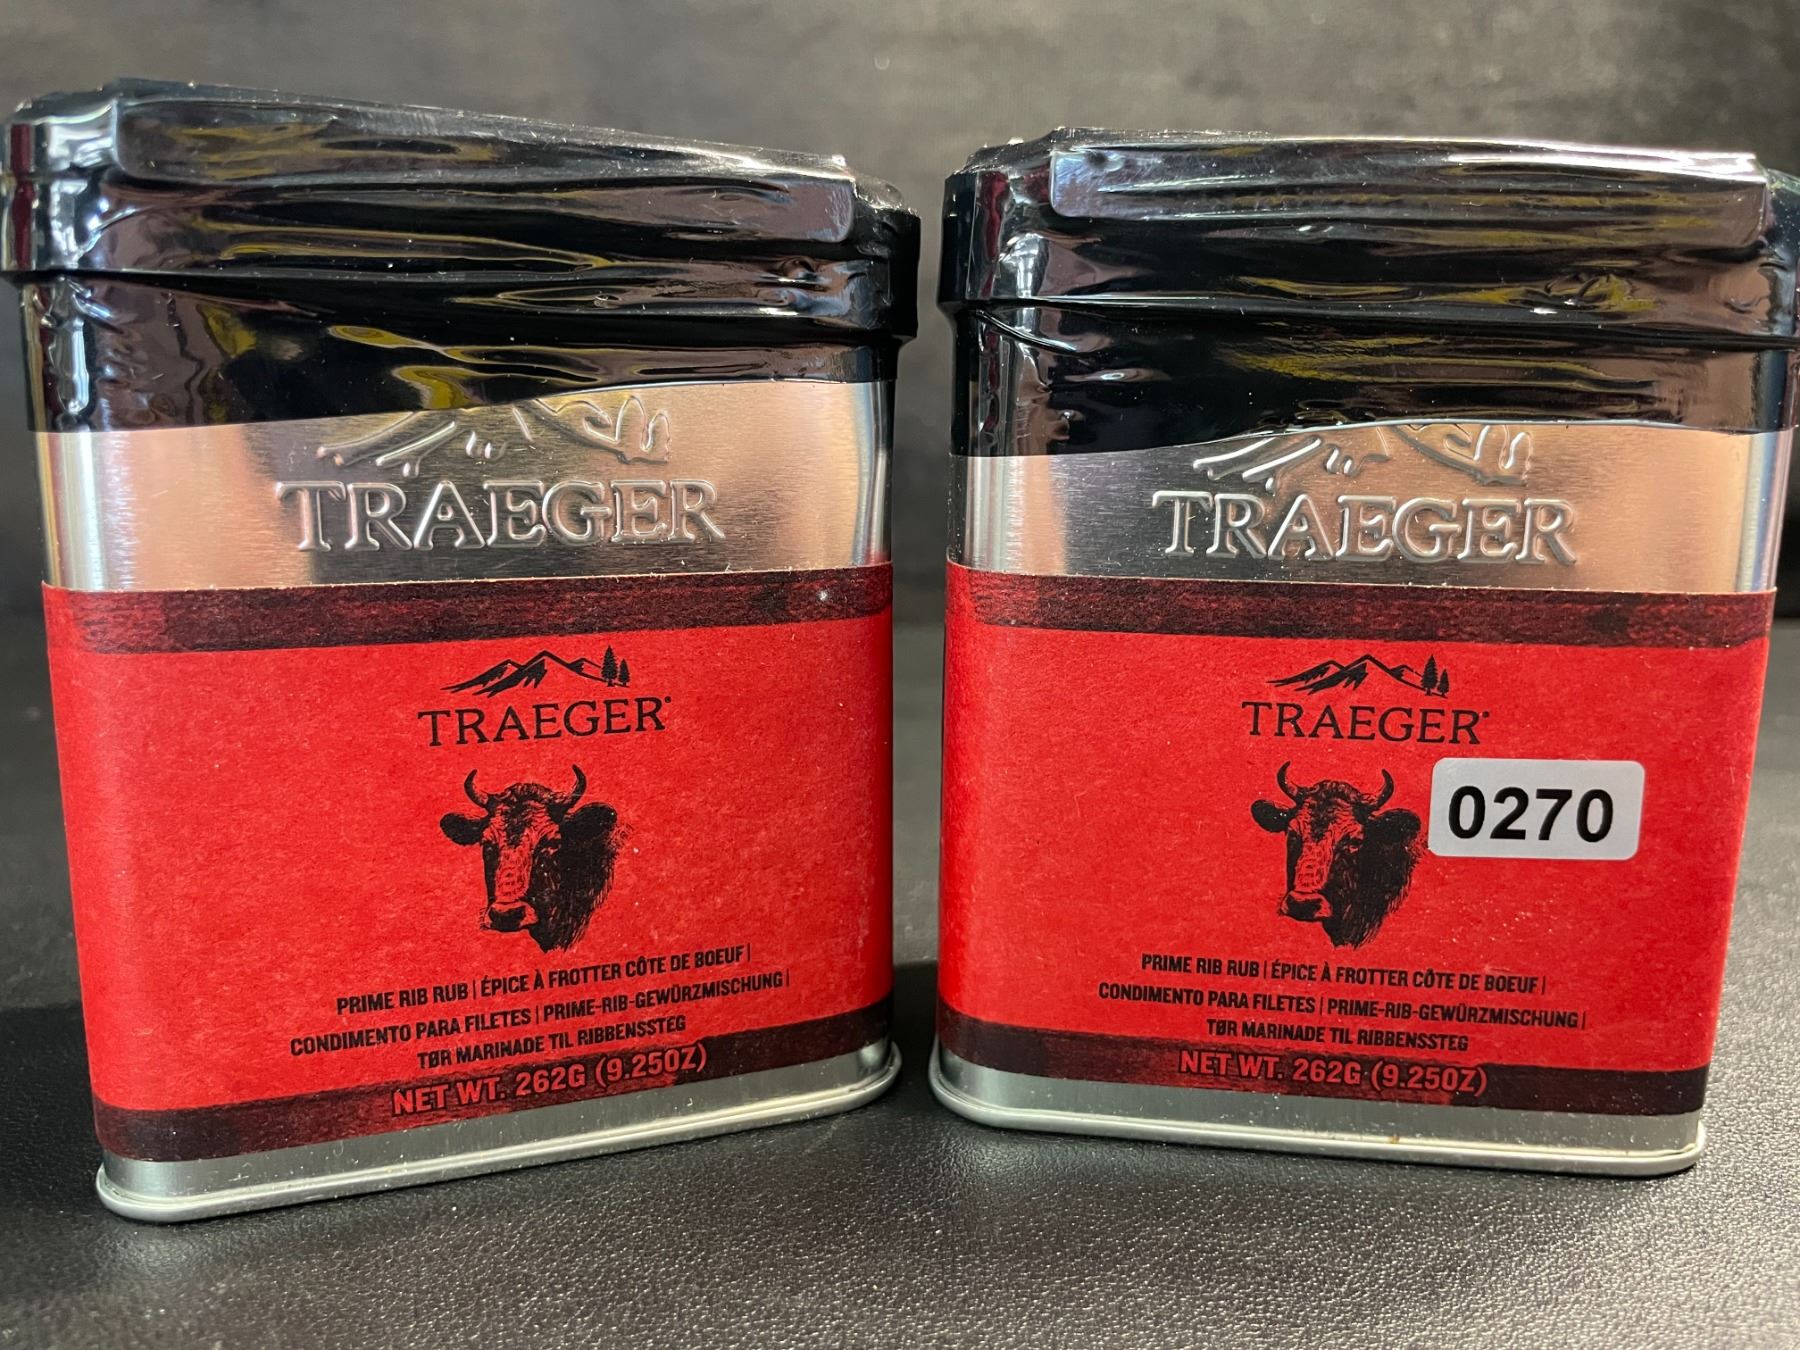 TRAEGER
TRAEGER
PRIME RIB RUB | ÉPICE À FROTTER CÔTE DE BOEUF |
CONDIMENTO PARA FILETES | PRIME-RIB-GEWÜRZMISCHUNG |
TØR MARINADE TIL RIBBENSSTEG
NET WT. 262G (9.25OZ)
TRAEGER
TRAEGER
0270
PRIME RIB RUB | ÉPICE À FROTTER CÔTE DE BOEUF |
CONDIMENTO PARA FILETES | PRIME-RIB-GEWÜRZMISCHUNG |
TØR MARINADE TIL RIBBENSSTEG
NET WT. 262G (9.25OZ)